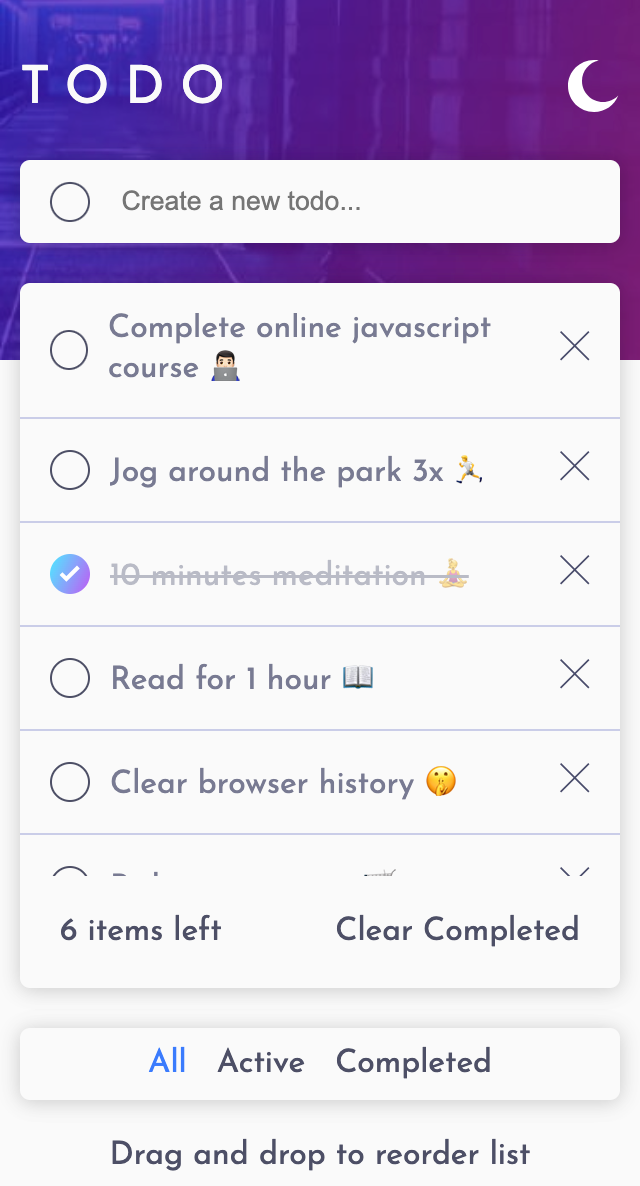 TODO
Create a new todo...
Complete online javascript
course 👨🏻‍💻
Jog around the park 3x 🏃
10 minutes meditation 🧘
Read for 1 hour 📖
Clear browser history 🤫
6 items left
Clear Completed
All Active Completed
Drag and drop to reorder list